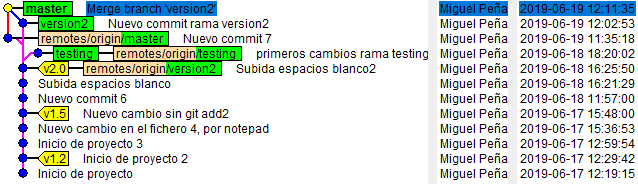 master Merge branch 'version2' Miguel Peña 2019-06-19 12:11:35
version2 Nuevo commit rama version2 Miguel Peña 2019-06-19 12:02:53
remotes/origin/master Nuevo commit 7 Miguel Peña 2019-06-19 11:35:18
testing remotes/origin/testing primeros cambios rama testing Miguel Peña 2019-06-18 18:20:02
v2.0 remotes/origin/version2 Subida espacios blanco2 Miguel Peña 2019-06-18 16:25:50
Subida espacios blanco Miguel Peña 2019-06-18 16:21:29
Nuevo commit 6 Miguel Peña 2019-06-18 11:57:00
v1.5 Nuevo cambio sin git add2 Miguel Peña 2019-06-17 15:48:00
Nuevo cambio en el fichero 4, por notepad Miguel Peña 2019-06-17 15:36:53
Inicio de proyecto 3 Miguel Peña 2019-06-17 12:59:54
v1.2 Inicio de proyecto 2 Miguel Peña 2019-06-17 12:29:42
Inicio de proyecto Miguel Peña 2019-06-17 12:19:15